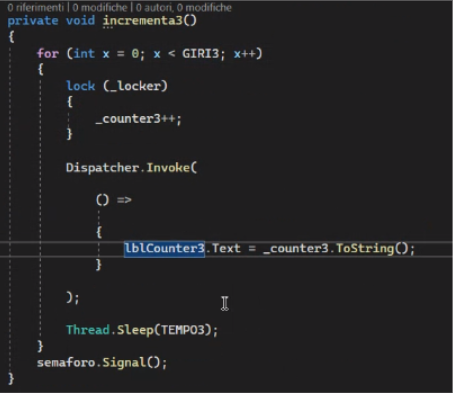 0 riferimenti | 0 modifiche | 0 autori, 0 modifiche
private void incrementa3()
{
for (int x = 0; x < GIRI3; x++)
{
lock (_locker)
{
_counter3++;
}
Dispatcher.Invoke(
() =>
{
lblCounter3.Text = _counter3.ToString();
}
);
Thread.Sleep(TEMPO3);
}
semaforo.Signal();
}